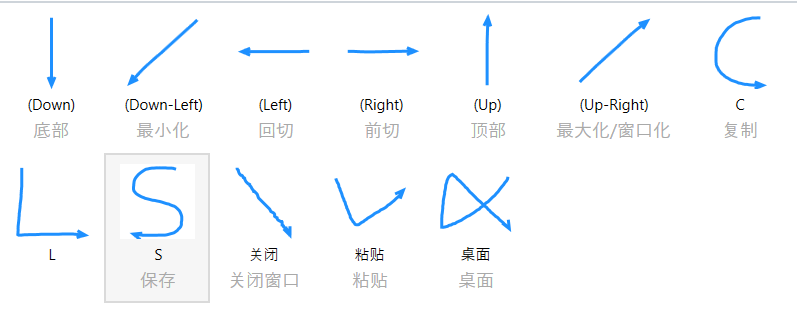 (Down) (Down-Left) (Left) (Right) (Up) (Up-Right) C
底部 最小化 回切 前切 顶部 最大化/窗口化 复制
L S 关闭 粘贴 桌面
保存 关闭窗口 粘贴 桌面